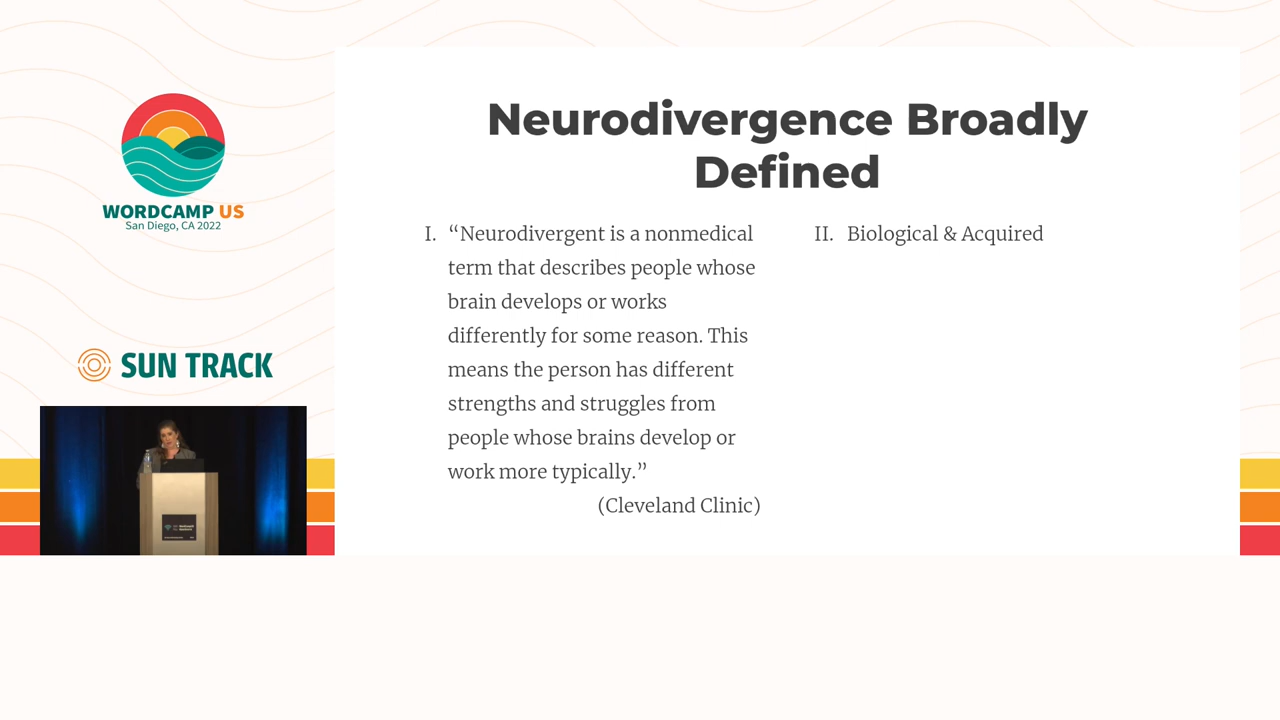 WORDCAMP US
San Diego, CA 2022
SUN TRACK
Neurodivergence Broadly
Defined
I. “Neurodivergent is a nonmedical
term that describes people whose
brain develops or works
differently for some reason. This
means the person has different
strengths and struggles from
people whose brains develop or
work more typically.”
(Cleveland Clinic)
II. Biological & Acquired